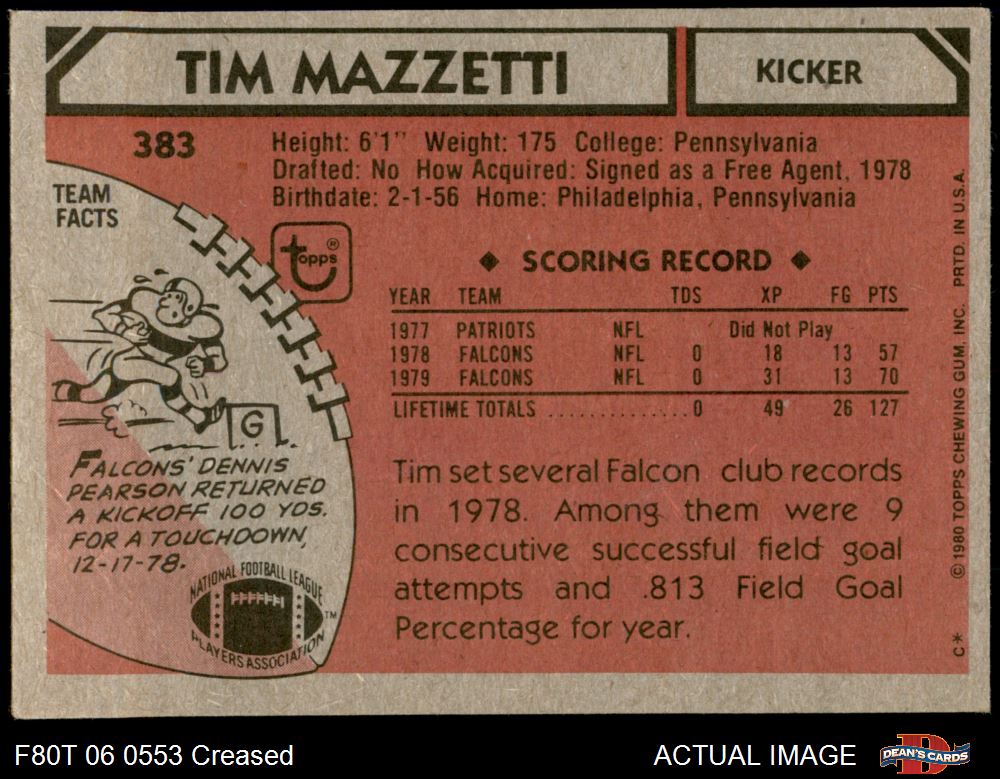 TIM MAZZETTI
KICKER
383
Height: 6'1" Weight: 175 College: Pennsylvania
Drafted: No How Acquired: Signed as a Free Agent, 1978
Birthdate: 2-1-56 Home: Philadelphia, Pennsylvania
TEAM
FACTS
topps®
◆ SCORING RECORD ◆
YEAR TEAM TDS XP FG PTS
1977 PATRIOTS NFL Did Not Play
1978 FALCONS NFL 0 18 13 57
1979 FALCONS NFL 0 31 13 70
LIFETIME TOTALS ..............0 49 26 127
G
FALCONS' DENNIS
PEARSON RETURNED
A KICKOFF 100 YDS.
FOR A TOUCHDOWN,
12-17-78.
NATIONAL FOOTBALL LEAGUE
PLAYERS ASSOCIATION
TM
Tim set several Falcon club records
in 1978. Among them were 9
consecutive successful field goal
attempts and .813 Field Goal
Percentage for year.
© 1980 TOPPS CHEWING GUM, INC. PRTD. IN U.S.A.
C*
F80T 06 0553 Creased
ACTUAL IMAGE
DEAN'S CARDS